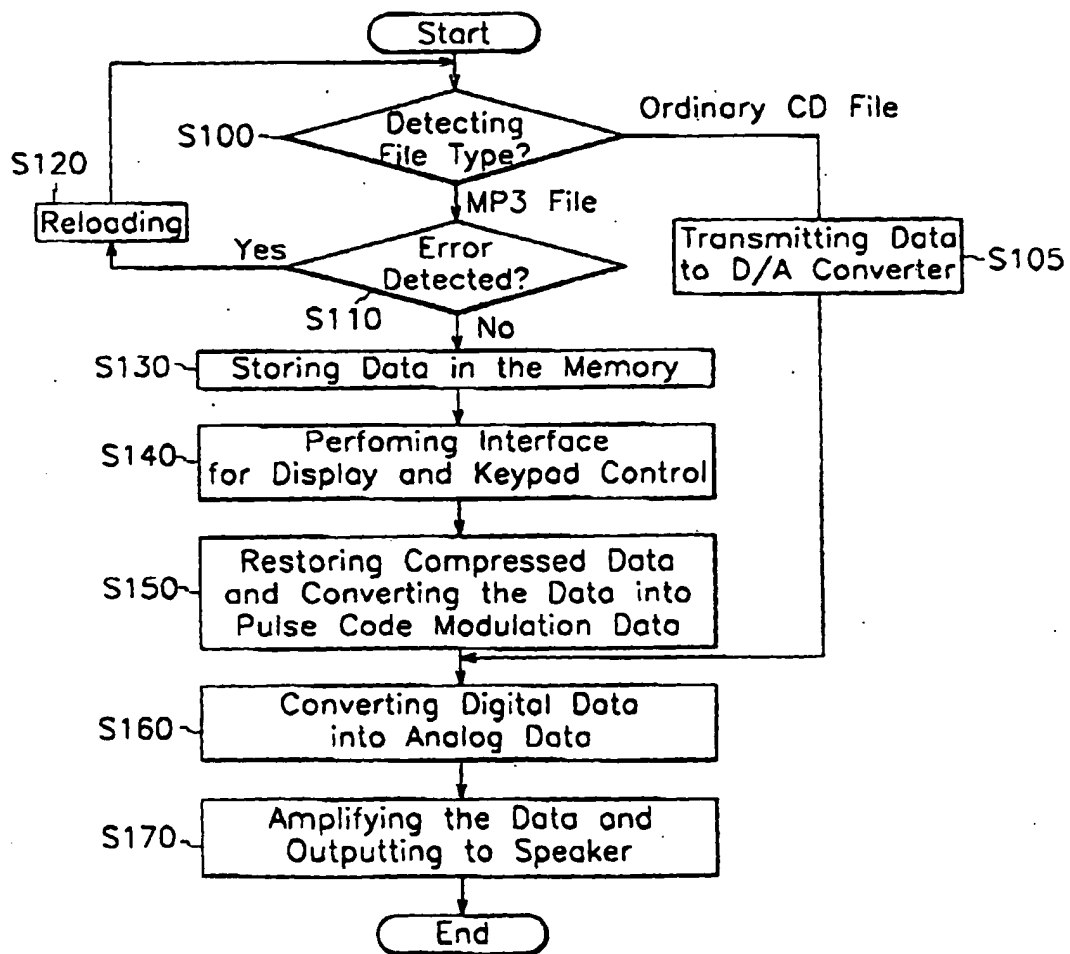 Start
Ordinary CD File
S100
Detecting
File Type?
S120
Reloading
MP3 File
Yes
Error
Detected?
S110
No
Transmitting Data
to D/A Converter
S105
S130
Storing Data in the Memory
S140
Perfoming Interface
for Display and Keypad Control
S150
Restoring Compressed Data
and Converting the Data into
Pulse Code Modulation Data
S160
Converting Digital Data
into Analog Data
S170
Amplifying the Data and
Outputting to Speaker
End